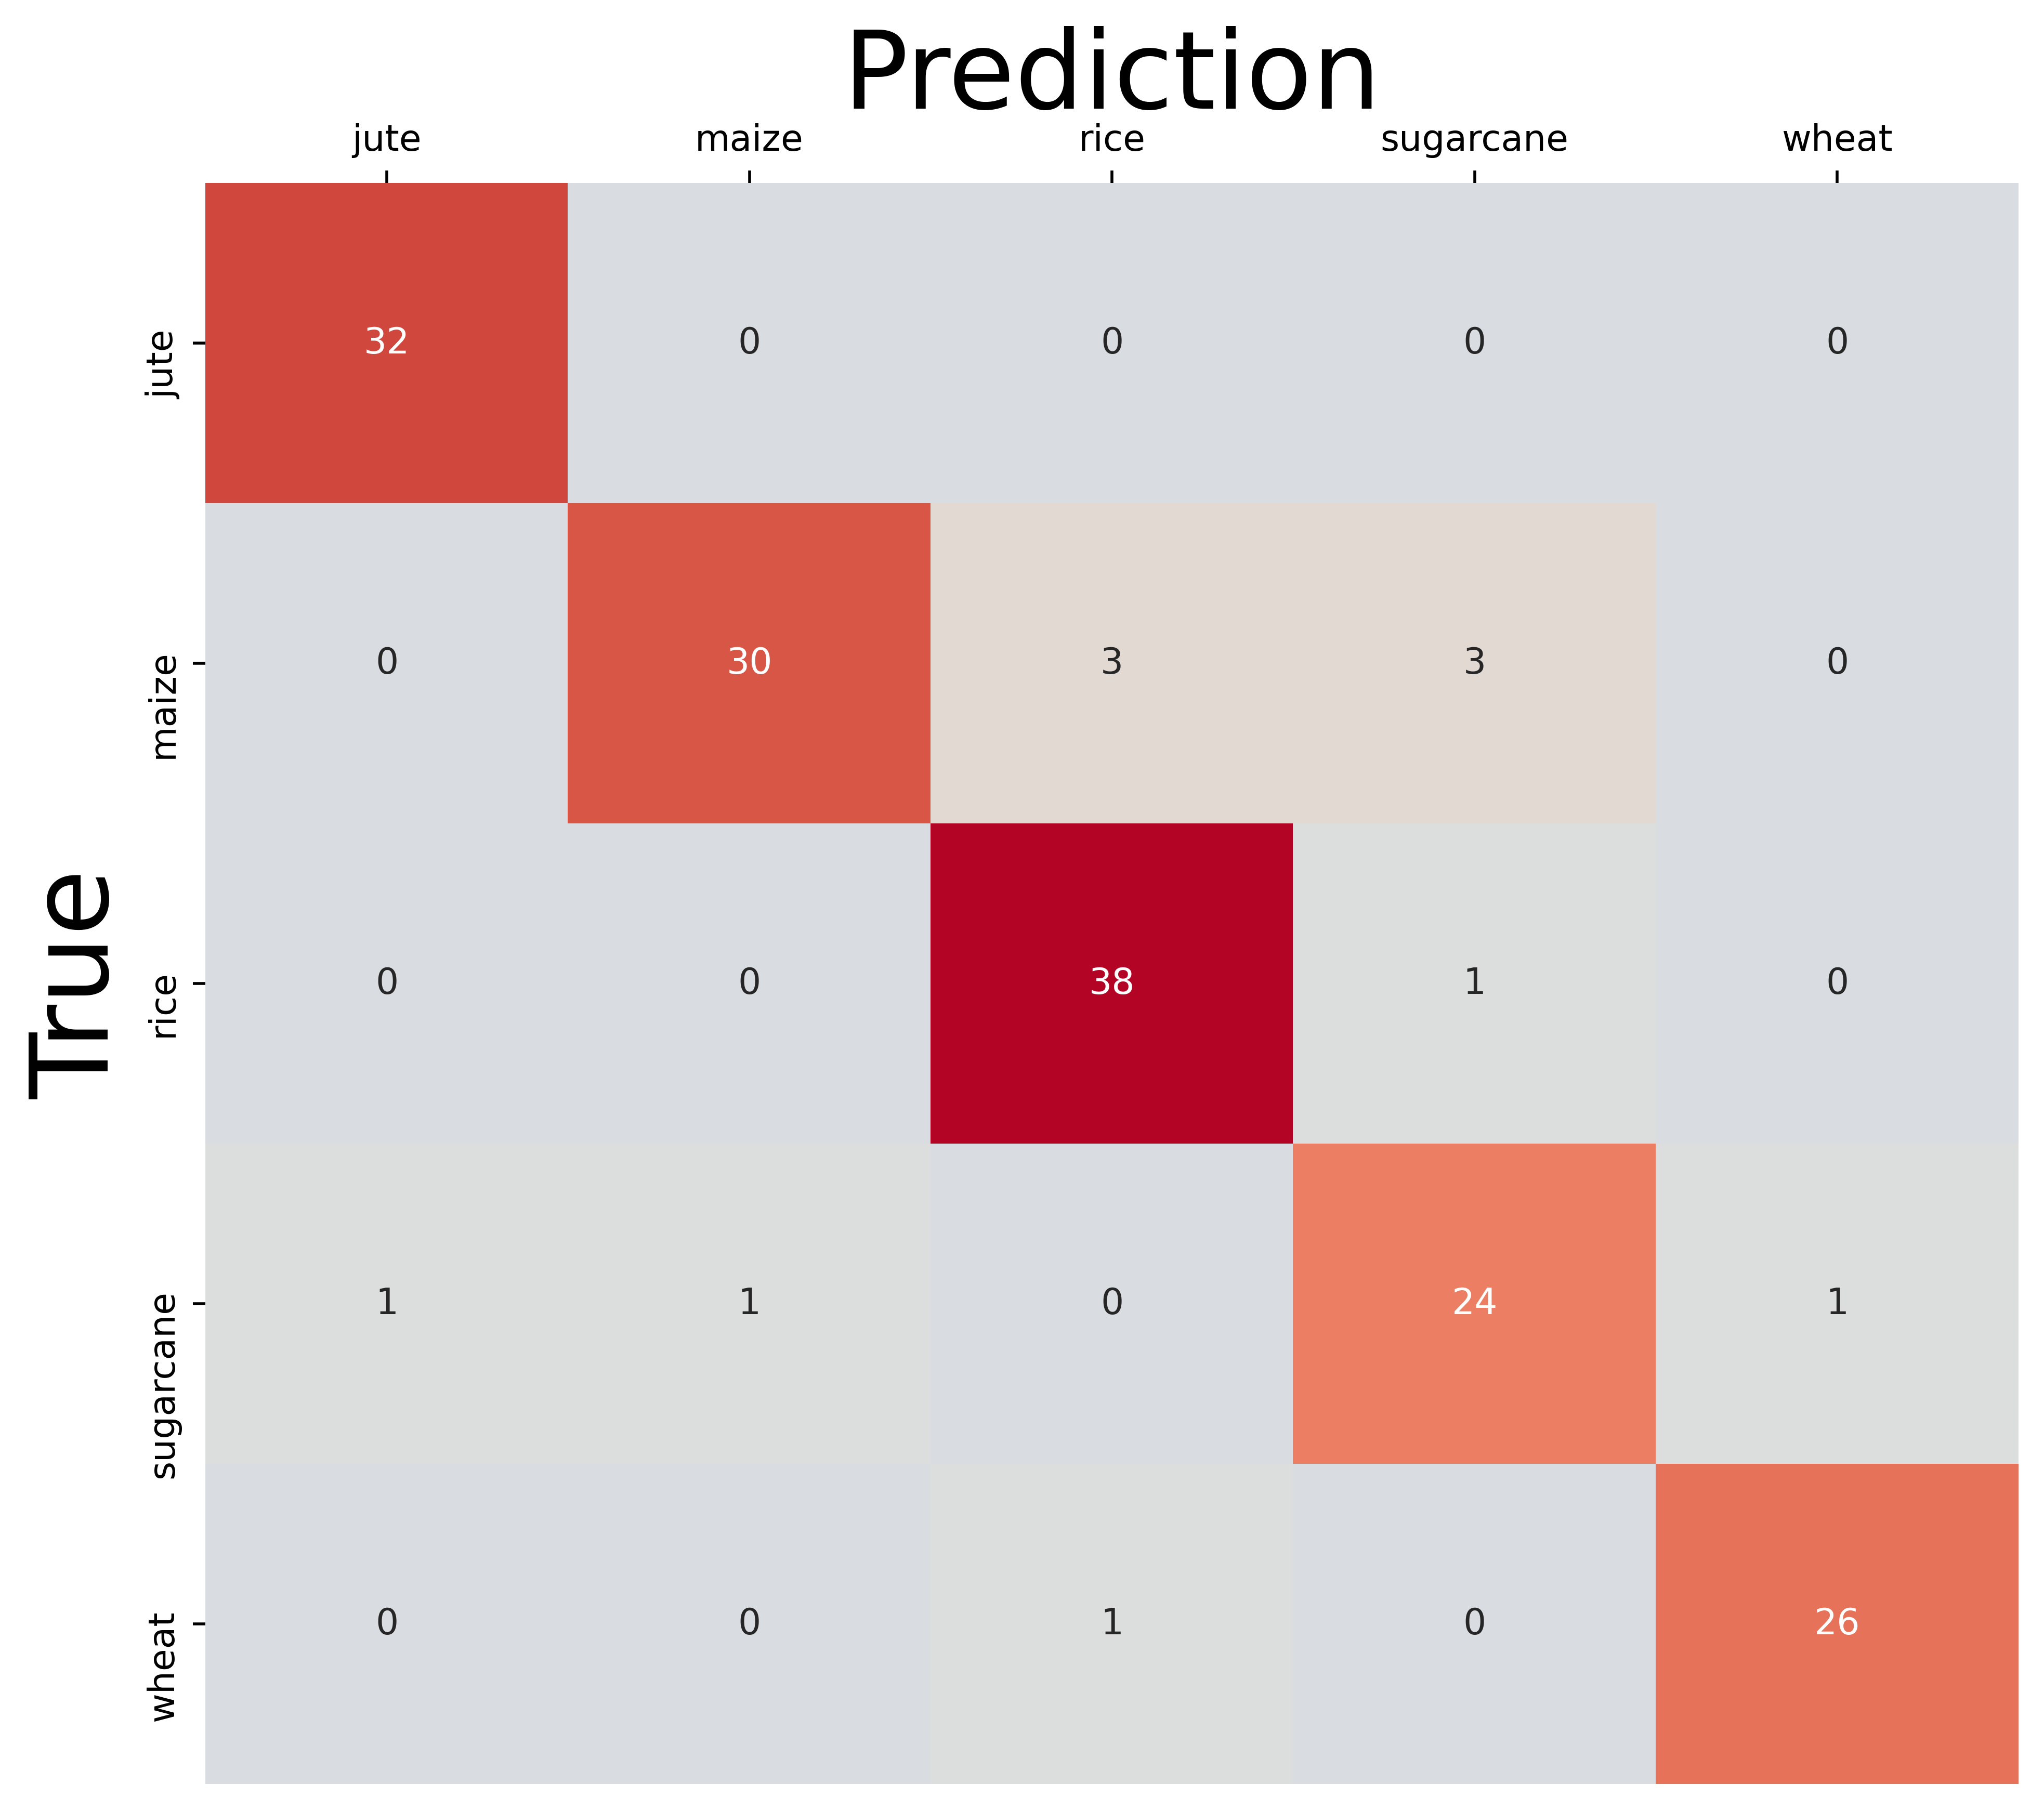 Prediction
jute maize rice sugarcane wheat
True
jute 32 0 0 0 0
maize 0 30 3 3 0
rice 0 0 38 1 0
sugarcane 1 1 0 24 1
wheat 0 0 1 0 26